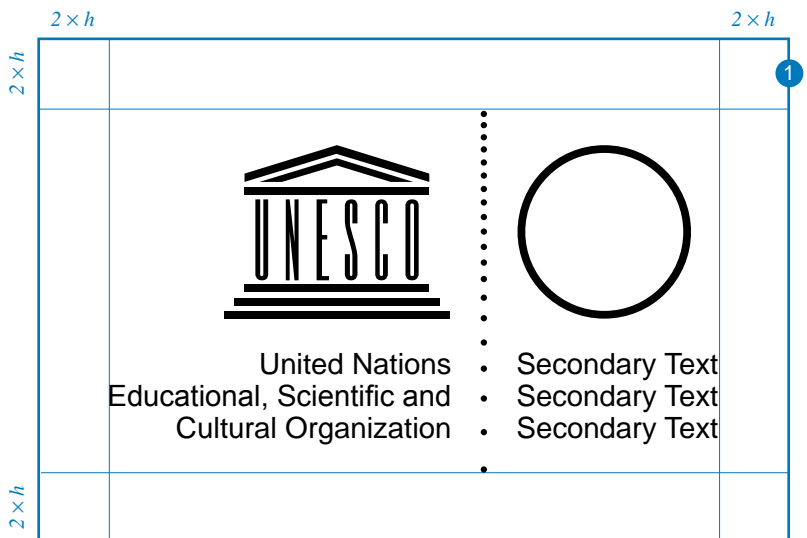 2 × h
2 × h
2 × h
1
UNESCO
United Nations
Educational, Scientific and
Cultural Organization
Secondary Text
Secondary Text
Secondary Text
2 × h